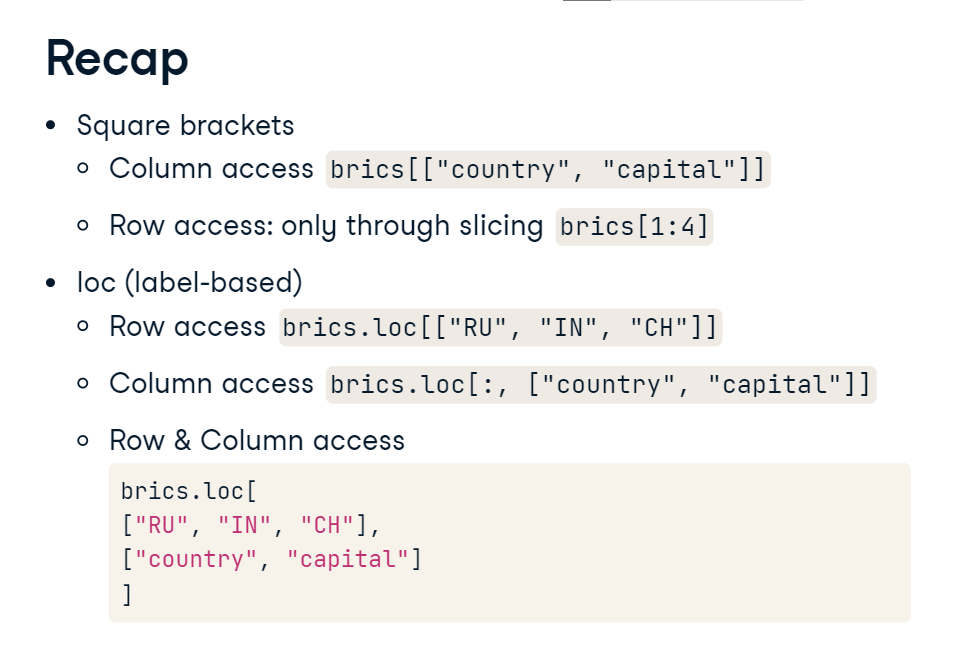 Recap
• Square brackets
∘ Column access brics[["country", "capital"]]
∘ Row access: only through slicing brics[1:4]
• loc (label-based)
∘ Row access brics.loc[["RU", "IN", "CH"]]
∘ Column access brics.loc[:, ["country", "capital"]]
∘ Row & Column access
brics.loc[
["RU", "IN", "CH"],
["country", "capital"]
]